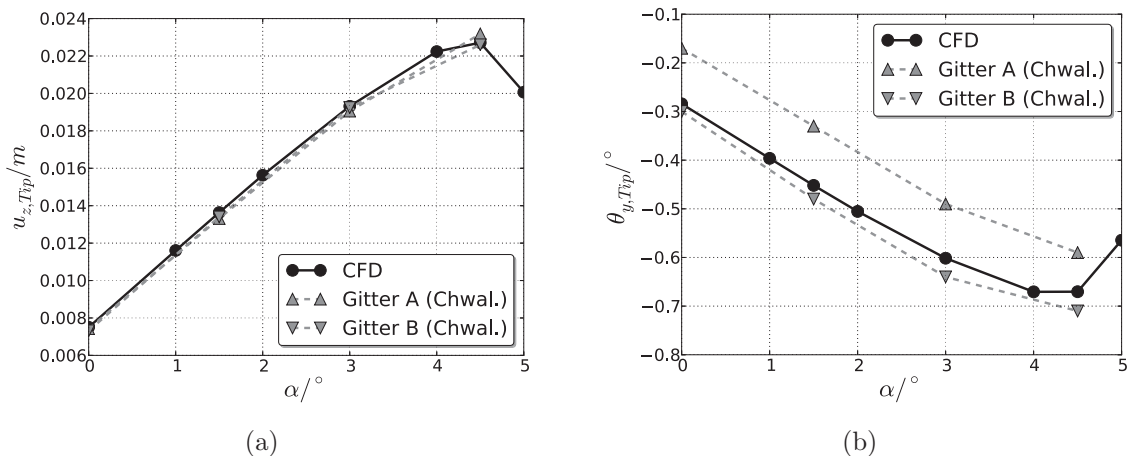 0.024
0.022
0.020
0.018
0.016
0.014
0.012
0.010
0.008
0.006
u_z,Tip/m
0 1 2 3 4 5
α/°
CFD
Gitter A (Chwal.)
Gitter B (Chwal.)
(a)
−0.1
−0.2
−0.3
−0.4
−0.5
−0.6
−0.7
−0.8
θ_y,Tip/°
0 1 2 3 4 5
α/°
CFD
Gitter A (Chwal.)
Gitter B (Chwal.)
(b)